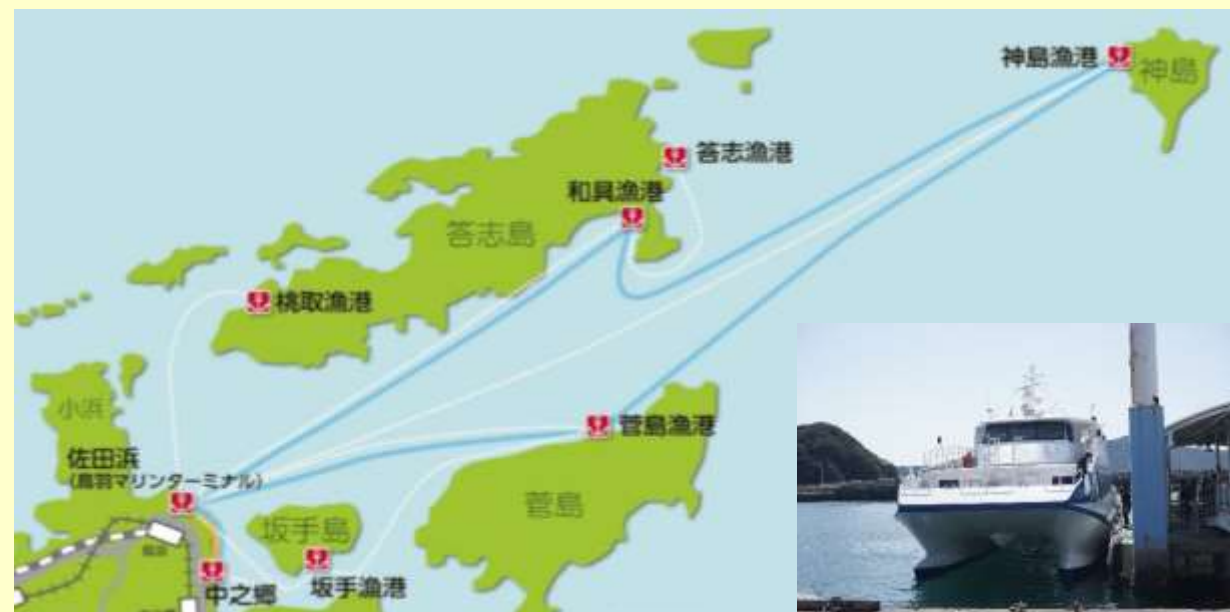 神島漁港
神島
答志漁港
和具漁港
答志島
桃取漁港
小浜
菅島漁港
佐田浜
(鳥羽マリンターミナル)
菅島
坂手島
坂手漁港
中之郷